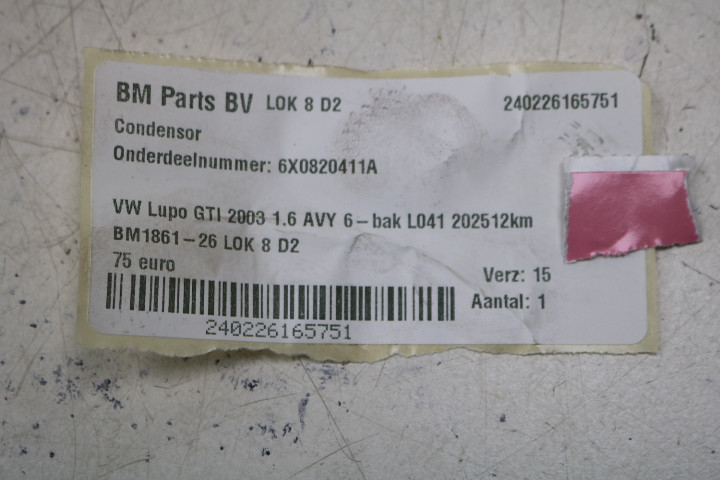 BM Parts BV LOK 8 D2 240226165751
Condensor
Onderdeelnummer: 6X0820411A
VW Lupo GTI 2003 1.6 AVY 6-bak L041 202512km
BM1861-26 LOK 8 D2
75 euro
Verz: 15
Aantal: 1
240226165751